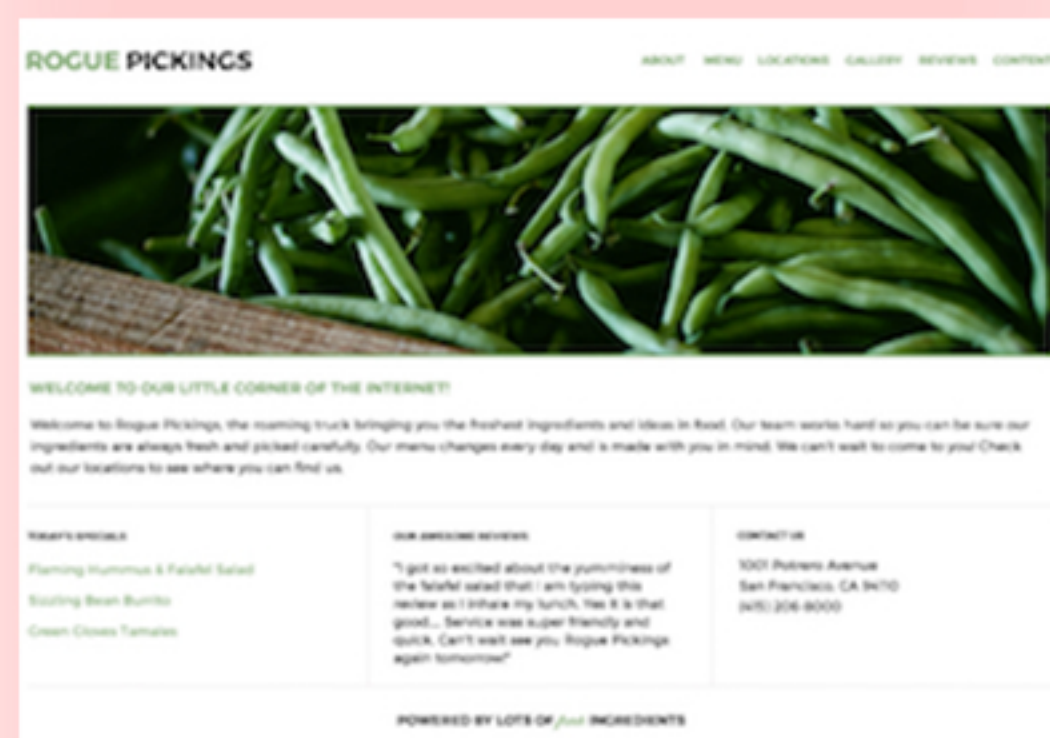 ROGUE PICKINGS
ABOUT MENU LOCATIONS GALLERY REVIEWS CONTENT
WELCOME TO OUR LITTLE CORNER OF THE INTERNET!
Welcome to Rogue Pickings, the roaming truck bringing you the freshest ingredients and ideas in food. Our team works hard so you can be sure our
ingredients are always fresh and picked carefully. Our menu changes every day and is made with you in mind. We can't wait to come to you! Check
out our locations to see where you can find us.
TODAY'S SPECIALS
Flaming Hummus & Falafel Salad
Sizzling Bean Burrito
Green Cloves Tamales
OUR AWESOME REVIEWS
"I got so excited about the yumminess of
the falafel salad that I am typing this
review as I inhale my lunch. Yes it is that
good... Service was super friendly and
quick. Can't wait see you Rogue Pickings
again tomorrow!"
CONTACT US
1001 Potrero Avenue
San Francisco, CA 94110
(415) 206-8000
POWERED BY LOTS OF fresh INGREDIENTS